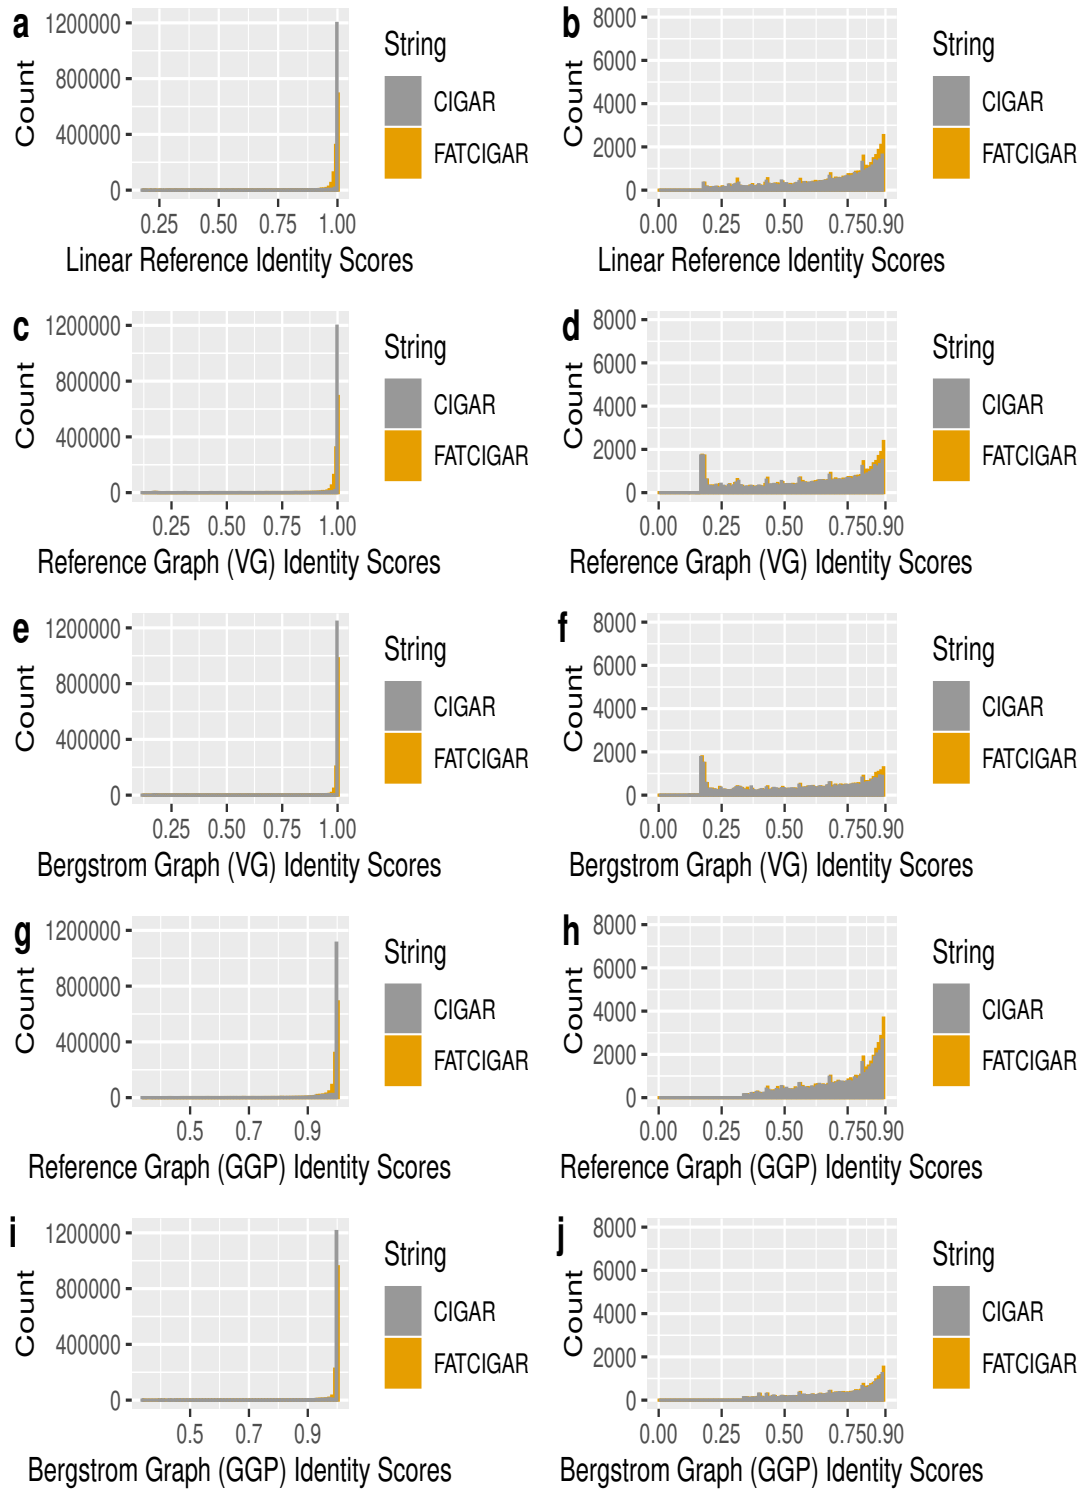 a
1200000
800000
400000
0
Count
0.25 0.50 0.75 1.00
Linear Reference Identity Scores
String
CIGAR
FATCIGAR
b
8000
6000
4000
2000
0
Count
0.00 0.25 0.50 0.75 0.90
Linear Reference Identity Scores
String
CIGAR
FATCIGAR
c
1200000
800000
400000
0
Count
0.25 0.50 0.75 1.00
Reference Graph (VG) Identity Scores
String
CIGAR
FATCIGAR
d
8000
6000
4000
2000
0
Count
0.00 0.25 0.50 0.75 0.90
Reference Graph (VG) Identity Scores
String
CIGAR
FATCIGAR
e
1200000
800000
400000
0
Count
0.25 0.50 0.75 1.00
Bergstrom Graph (VG) Identity Scores
String
CIGAR
FATCIGAR
f
8000
6000
4000
2000
0
Count
0.00 0.25 0.50 0.75 0.90
Bergstrom Graph (VG) Identity Scores
String
CIGAR
FATCIGAR
g
1200000
800000
400000
0
Count
0.5 0.7 0.9
Reference Graph (GGP) Identity Scores
String
CIGAR
FATCIGAR
h
8000
6000
4000
2000
0
Count
0.00 0.25 0.50 0.75 0.90
Reference Graph (GGP) Identity Scores
String
CIGAR
FATCIGAR
i
1200000
800000
400000
0
Count
0.5 0.7 0.9
Bergstrom Graph (GGP) Identity Scores
String
CIGAR
FATCIGAR
j
8000
6000
4000
2000
0
Count
0.00 0.25 0.50 0.75 0.90
Bergstrom Graph (GGP) Identity Scores
String
CIGAR
FATCIGAR